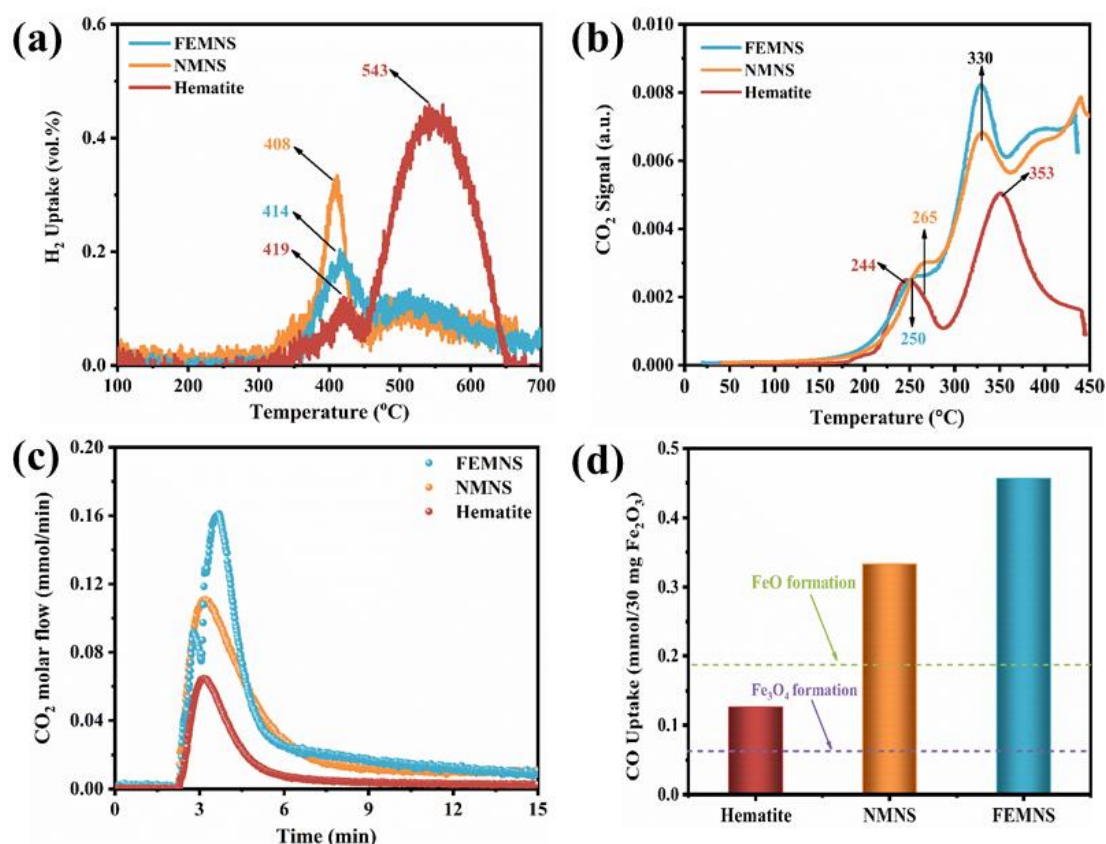 (a)
0.6
0.4
0.2
0.0
H₂ Uptake (vol.%)
FEMNS
NMNS
Hematite
543
408
414
419
100 200 300 400 500 600 700
Temperature (°C)
(b)
0.010
0.008
0.006
0.004
0.002
0.000
CO₂ Signal (a.u.)
FEMNS
NMNS
Hematite
330
353
265
244
250
0 50 100 150 200 250 300 350 400 450
Temperature (°C)
(c)
0.20
0.16
0.12
0.08
0.04
0.00
CO₂ molar flow (mmol/min)
FEMNS
NMNS
Hematite
0 3 6 9 12 15
Time (min)
(d)
0.5
0.4
0.3
0.2
0.1
0.0
CO Uptake (mmol/30 mg Fe₂O₃)
FeO formation
Fe₃O₄ formation
Hematite NMNS FEMNS